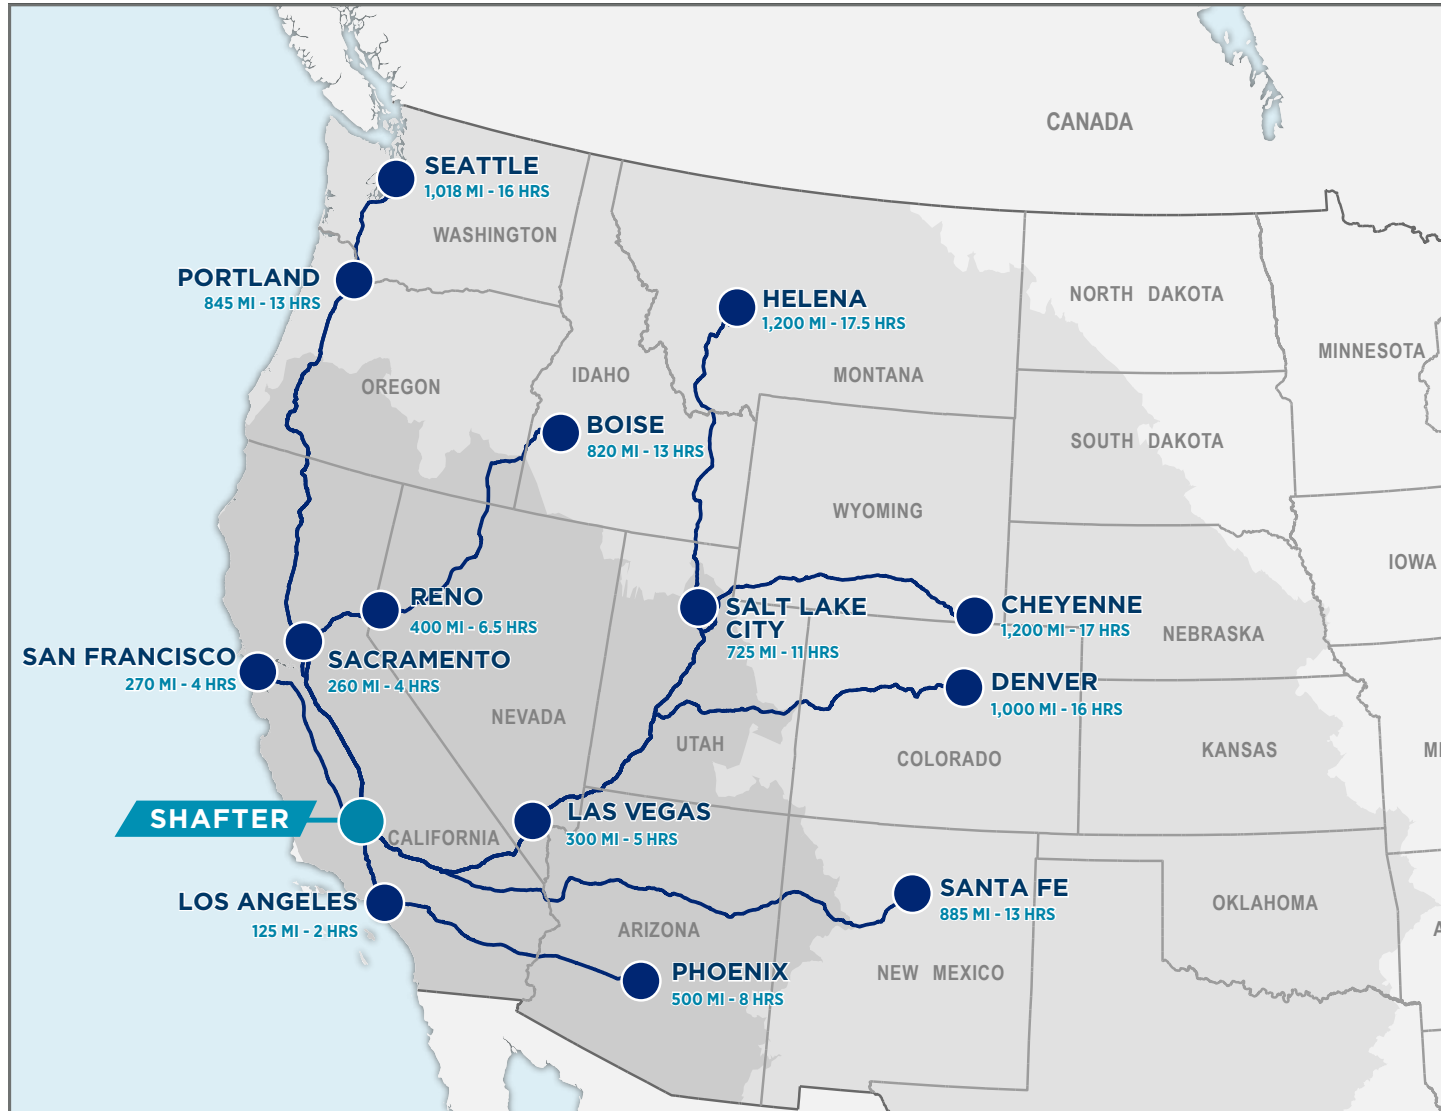 CANADA
SEATTLE
1,018 MI - 16 HRS
WASHINGTON
PORTLAND
845 MI - 13 HRS
HELENA
1,200 MI - 17.5 HRS
NORTH DAKOTA
MINNESOTA
MONTANA
IDAHO
OREGON
BOISE
820 MI - 13 HRS
SOUTH DAKOTA
WYOMING
IOWA
RENO
400 MI - 6.5 HRS
SALT LAKE
CITY
725 MI - 11 HRS
CHEYENNE
1,200 MI - 17 HRS
NEBRASKA
SAN FRANCISCO
270 MI - 4 HRS
SACRAMENTO
260 MI - 4 HRS
DENVER
1,000 MI - 16 HRS
NEVADA
UTAH
COLORADO
KANSAS
MI
SHAFTER
CALIFORNIA
LAS VEGAS
300 MI - 5 HRS
LOS ANGELES
125 MI - 2 HRS
SANTA FE
885 MI - 13 HRS
OKLAHOMA
ARIZONA
A
PHOENIX
500 MI - 8 HRS
NEW MEXICO